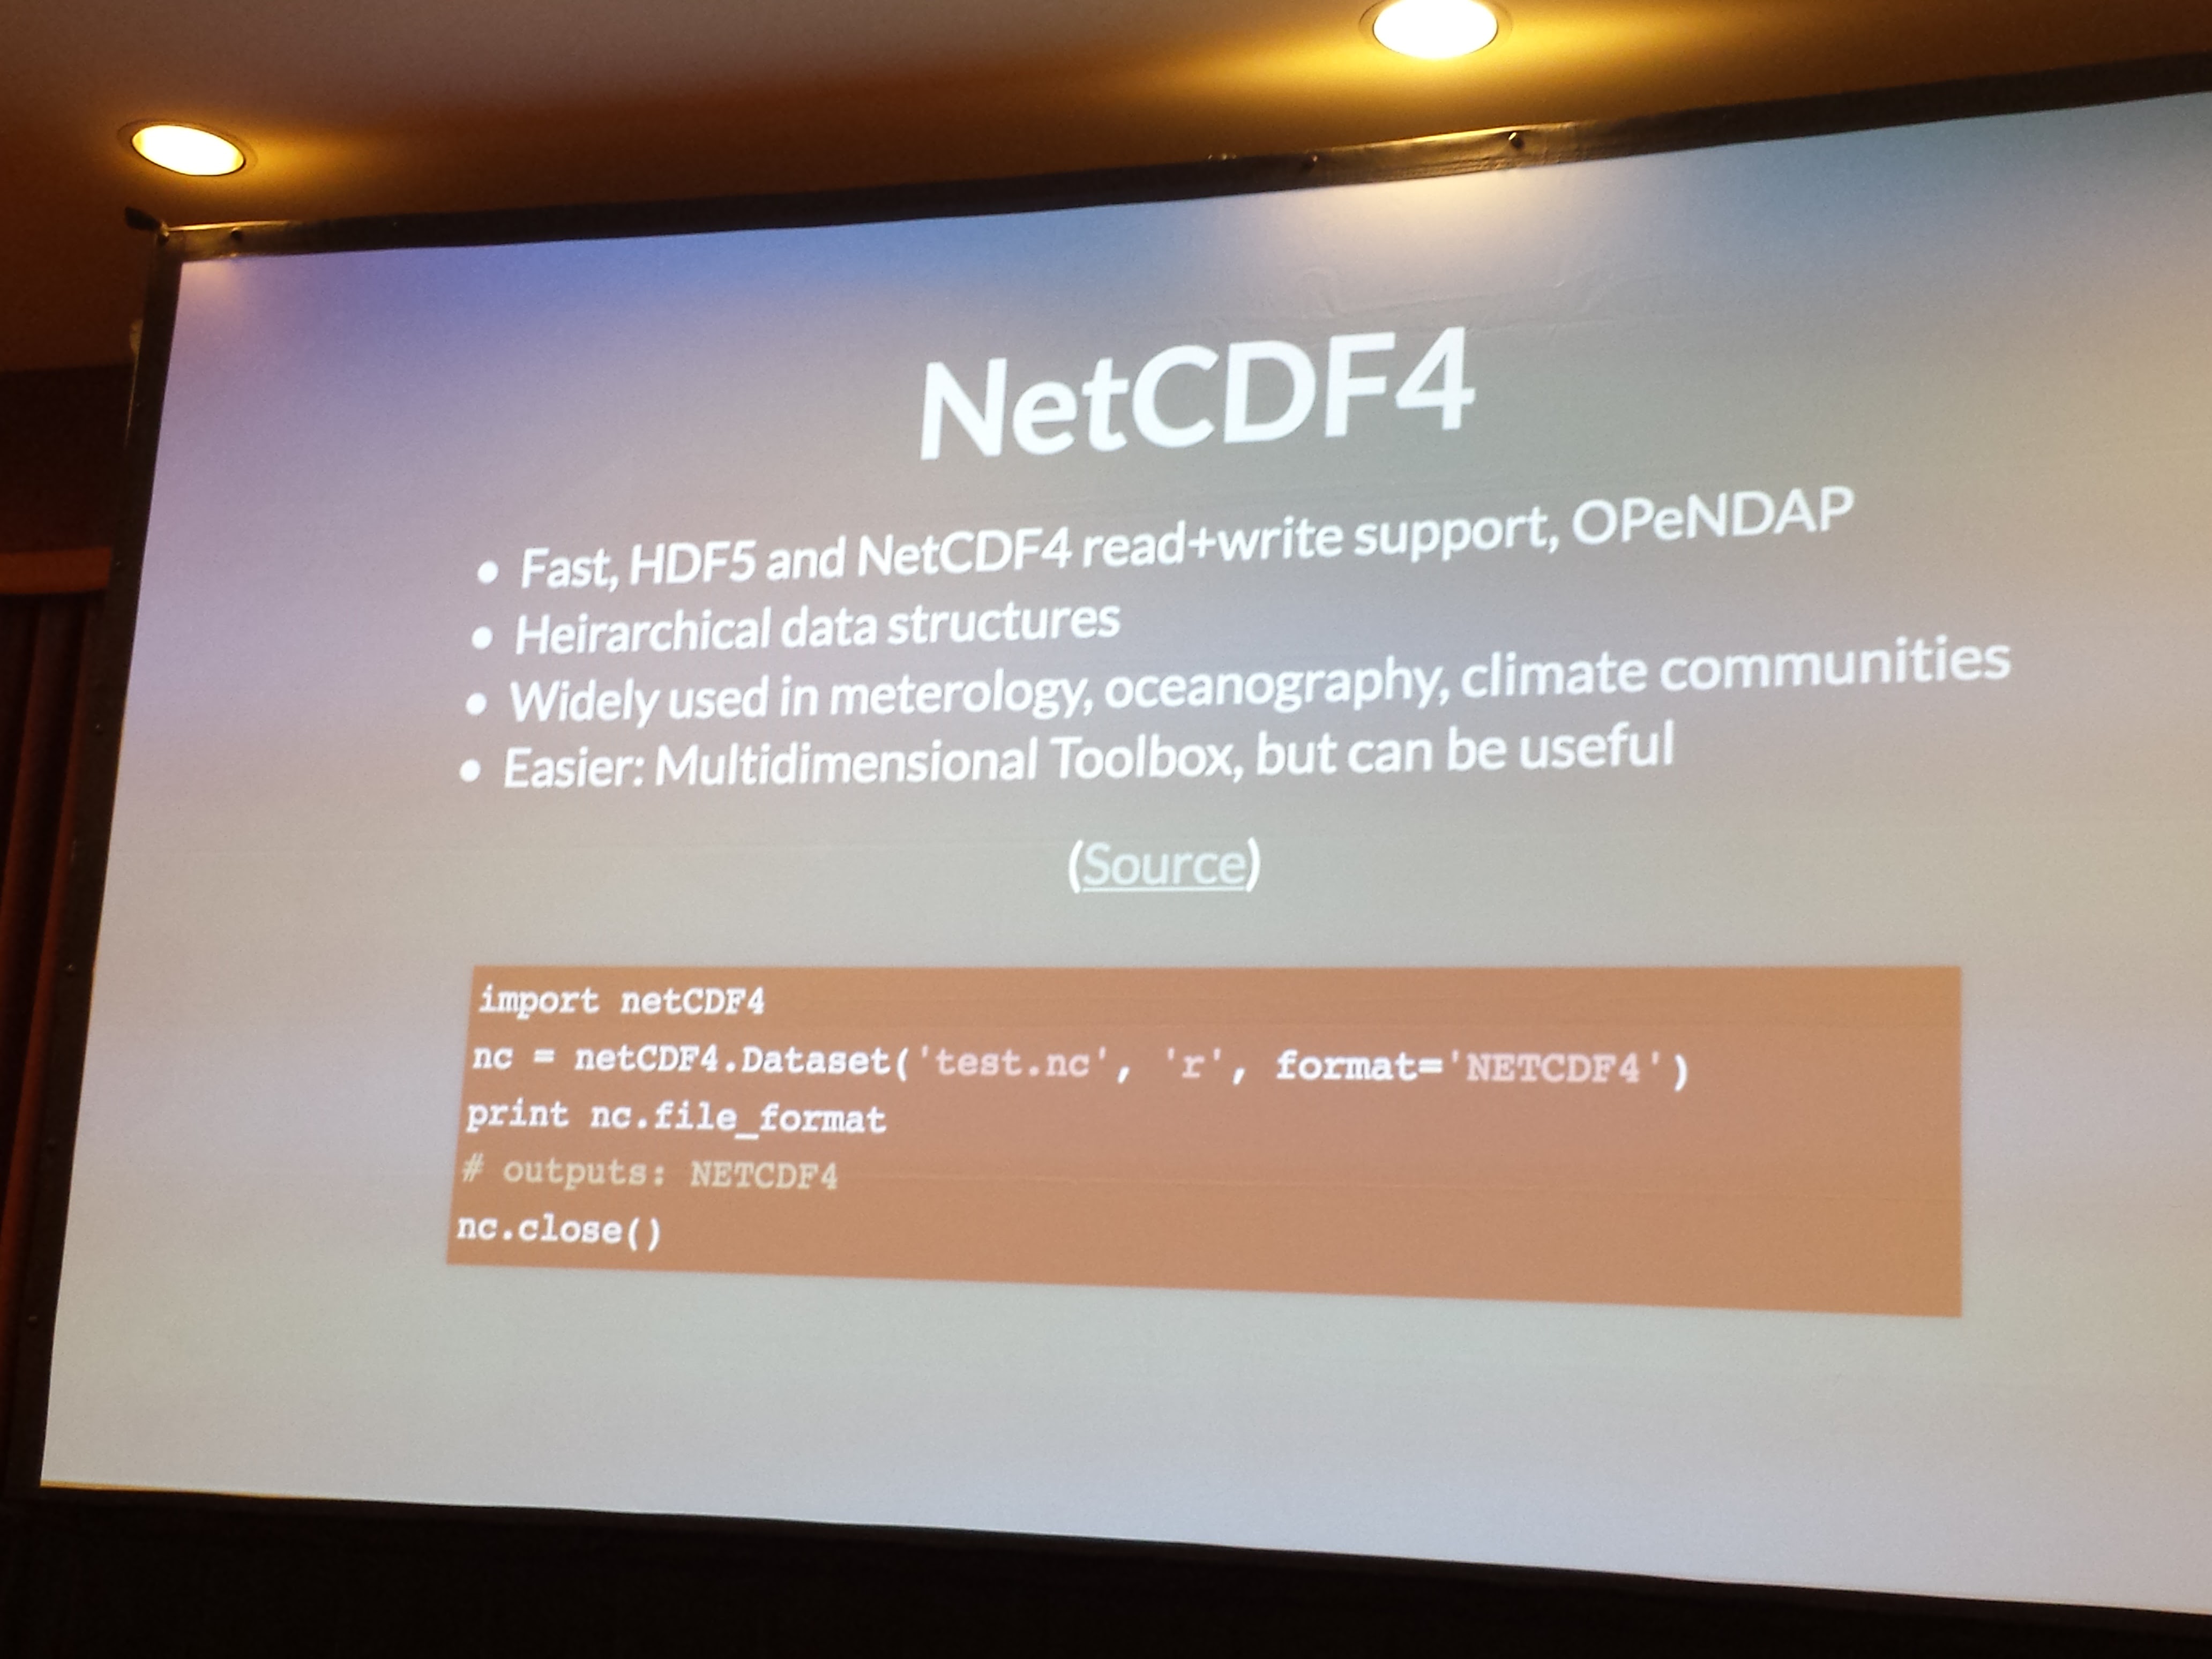 NetCDF4
• Fast, HDF5 and NetCDF4 read+write support, OPeNDAP
• Heirarchical data structures
• Widely used in meterology, oceanography, climate communities
• Easier: Multidimensional Toolbox, but can be useful
(Source)
import netCDF4
nc = netCDF4.Dataset('test.nc', 'r', format='NETCDF4')
print nc.file_format
# outputs: NETCDF4
nc.close()